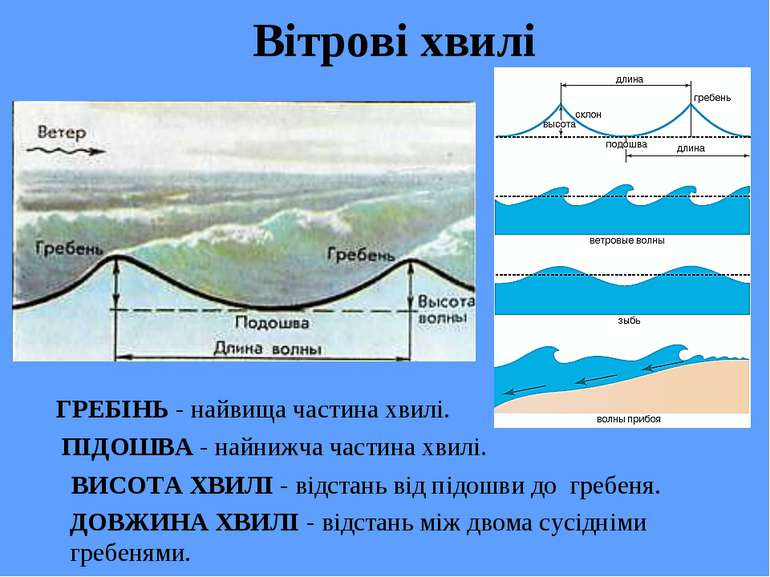 Вітрові хвилі
Ветер
Гребень
Гребень
Подошва
Высота
волны
Длина волны
длина
гребень
склон
высота
подошва
длина
ветровые волны
зыбь
волны прибоя
ГРЕБІНЬ - найвища частина хвилі.
ПІДОШВА - найнижча частина хвилі.
ВИСОТА ХВИЛІ - відстань від підошви до гребеня.
ДОВЖИНА ХВИЛІ - відстань між двома сусідніми
гребенями.